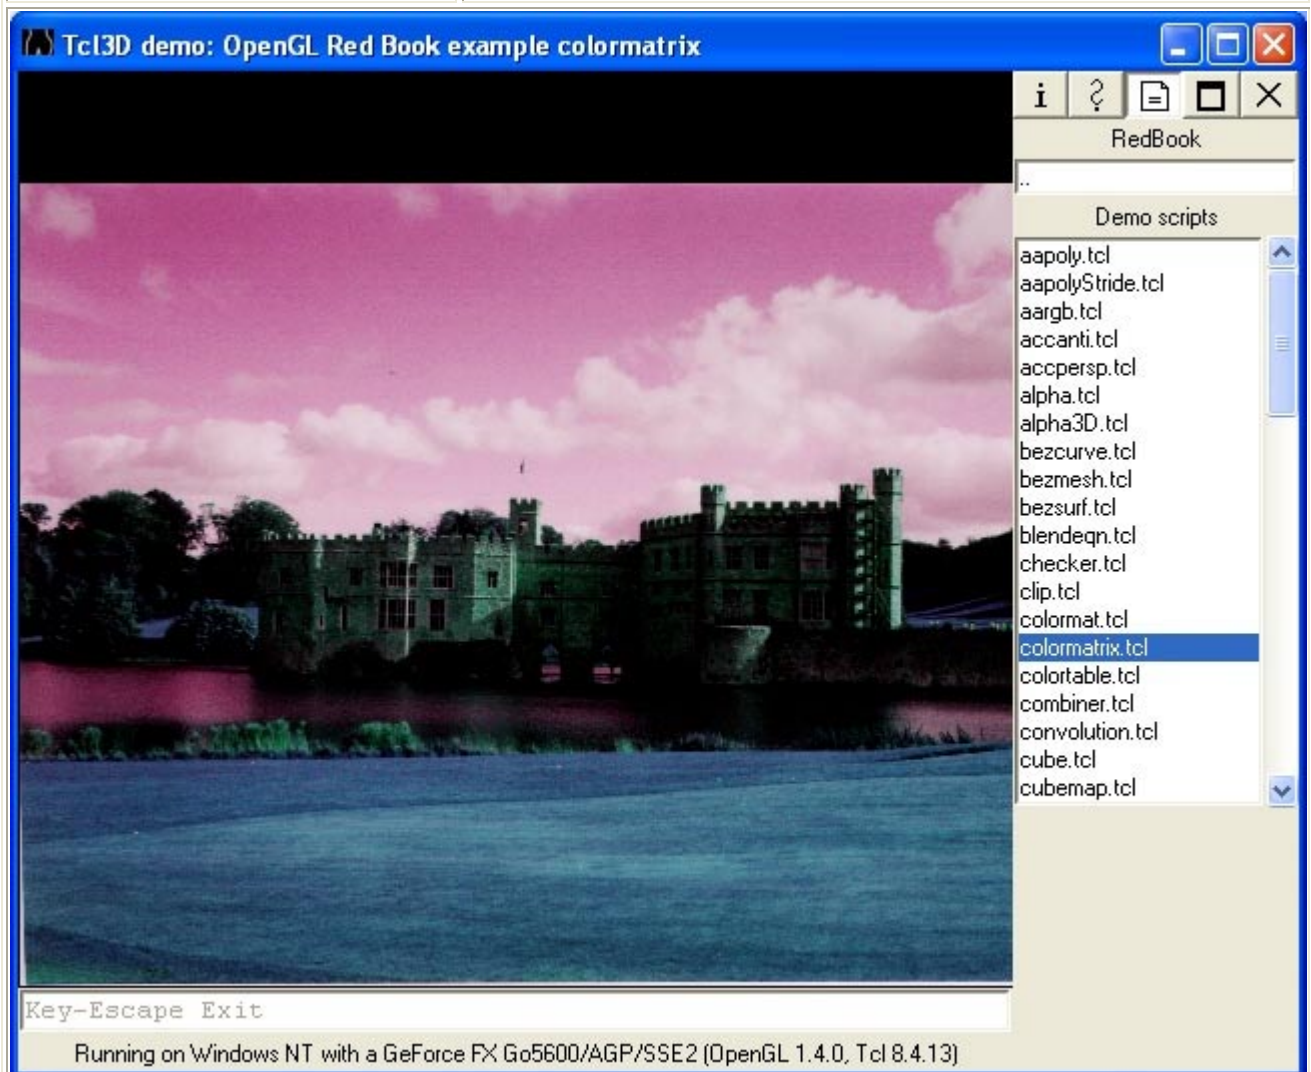 Tcl3D demo: OpenGL Red Book example colormatrix
i ?
RedBook
..
Demo scripts
aapoly.tcl
aapolyStride.tcl
aargb.tcl
accanti.tcl
accpersp.tcl
alpha.tcl
alpha3D.tcl
bezcurve.tcl
bezmesh.tcl
bezsurf.tcl
blendeqn.tcl
checker.tcl
clip.tcl
colormat.tcl
colormatrix.tcl
colortable.tcl
combiner.tcl
convolution.tcl
cube.tcl
cubemap.tcl
Key-Escape Exit
Running on Windows NT with a GeForce FX Go5600/AGP/SSE2 (OpenGL 1.4.0, Tcl 8.4.13)